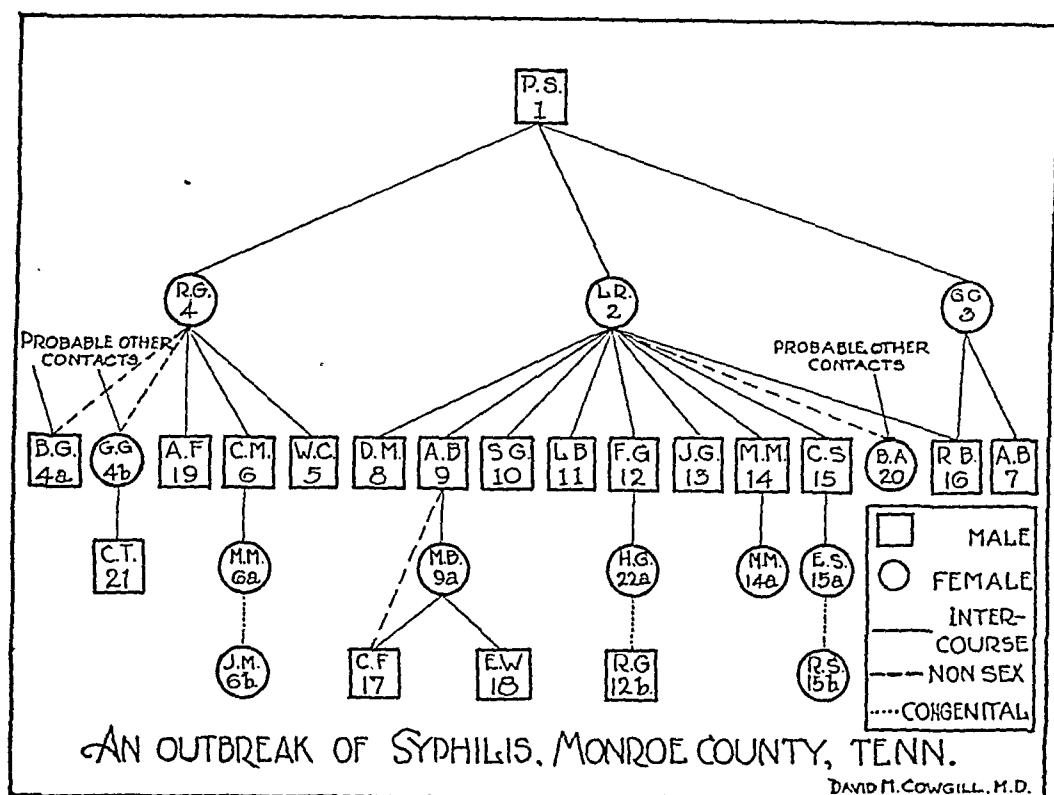 P.S.
1
R.G.
4
L.R.
2
G G
3
PROBABLE OTHER
CONTACTS
PROBABLE OTHER
CONTACTS
B.G.
4a
G.G
4b
A.F
19
C.M.
6
W.C.
5
D.M.
8
A.B
9
S G.
10
L B
11
F.G
12
J.G.
13
M.M
14
C.S
15
B.A
20
R B.
16
A.B
7
C.T.
21
M.M.
6a
M.B.
9a
H.G.
22a
M.M.
14a
E.S.
15a
J.M.
6b
C.F
17
E.W
18
R.G
12b.
R.S.
15b
MALE
FEMALE
INTER-
COURSE
NON SEX
CONGENITAL
AN OUTBREAK OF SYPHILIS, MONROE COUNTY, TENN.
DAVID M. COWGILL, M.D.